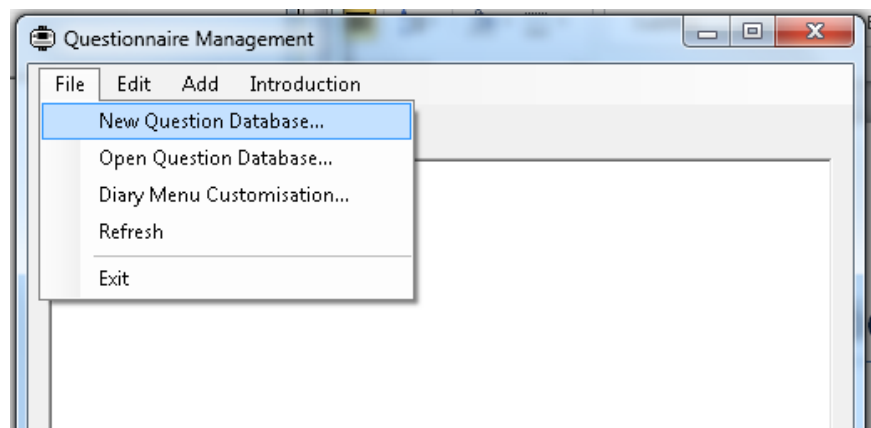 Questionnaire Management
File Edit Add Introduction
New Question Database...
Open Question Database...
Diary Menu Customisation...
Refresh
Exit